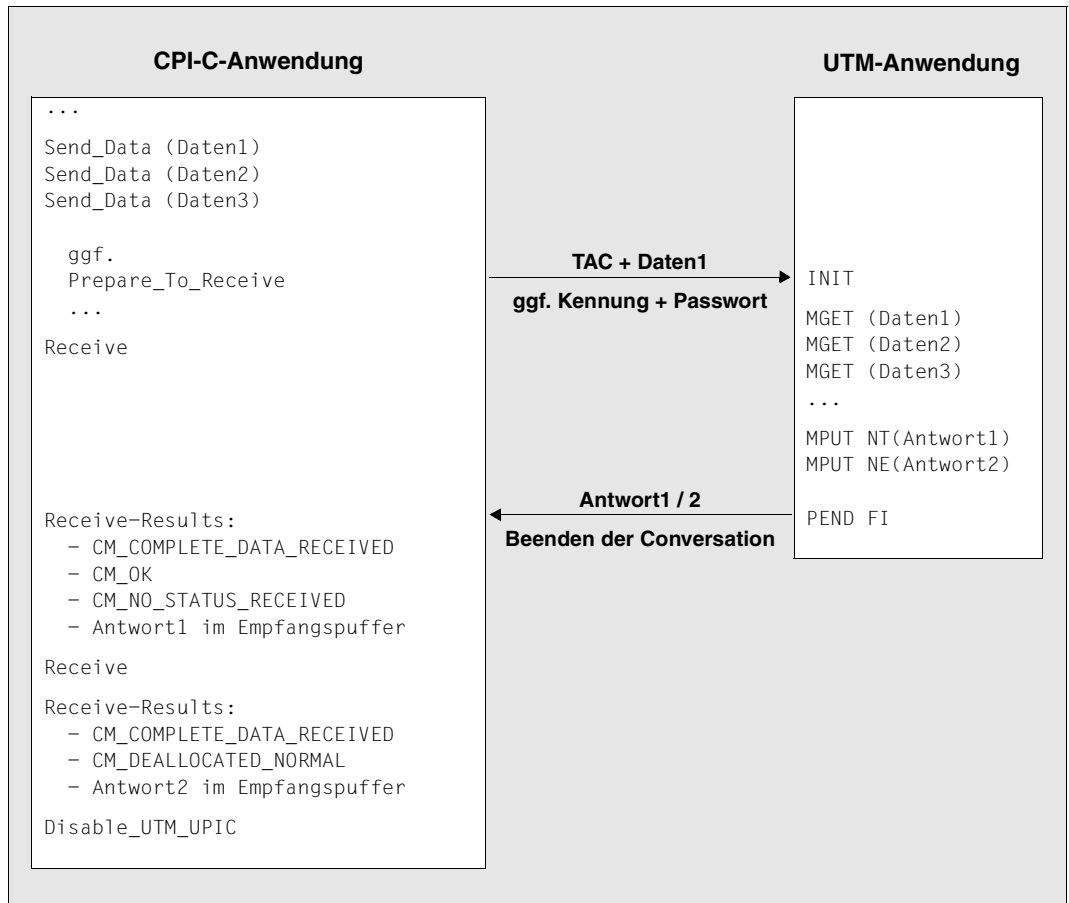 CPI-C-Anwendung
UTM-Anwendung
...
Send_Data (Daten1)
Send_Data (Daten2)
Send_Data (Daten3)
ggf.
Prepare_To_Receive
...
Receive
TAC + Daten1
ggf. Kennung + Passwort
INIT
MGET (Daten1)
MGET (Daten2)
MGET (Daten3)
...
MPUT NT(Antwort1)
MPUT NE(Antwort2)
PEND FI
Antwort1 / 2
Beenden der Conversation
Receive-Results:
- CM_COMPLETE_DATA_RECEIVED
- CM_OK
- CM_NO_STATUS_RECEIVED
- Antwort1 im Empfangspuffer
Receive
Receive-Results:
- CM_COMPLETE_DATA_RECEIVED
- CM_DEALLOCATED_NORMAL
- Antwort2 im Empfangspuffer
Disable_UTM_UPIC